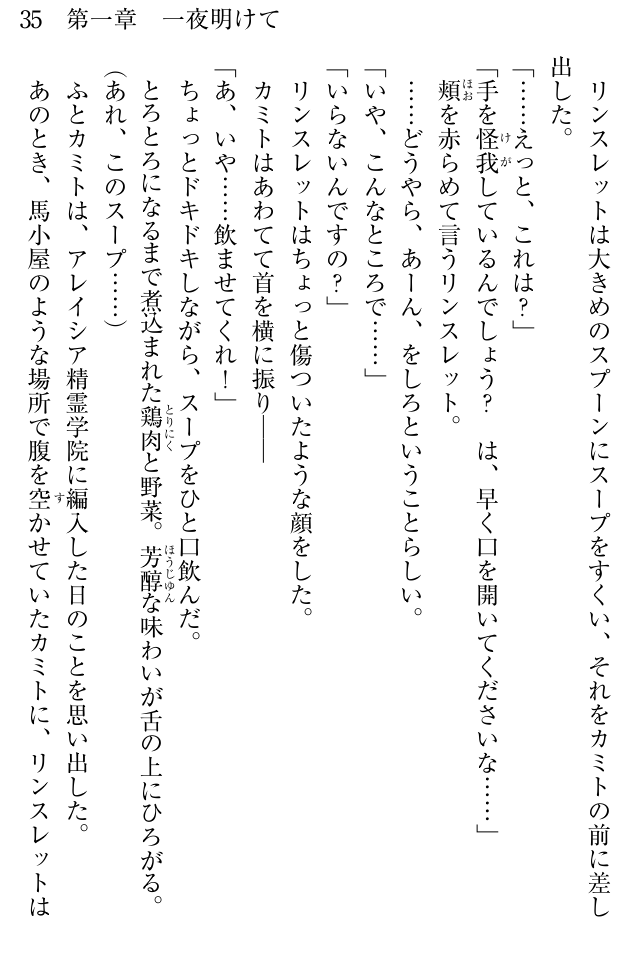 35　第一章　一夜明けて
　リンスレットは大きめのスプーンにスープをすくい、それをカミトの前に差し
出した。
「……えっと、これは？」
「手を怪我しているんでしょう？　は、早く口を開いてくださいな……」
　頬を赤らめて言うリンスレット。
　……どうやら、あーん、をしろということらしい。
「いや、こんなところで……」
「いらないんですの？」
　リンスレットはちょっと傷ついたような顔をした。
　カミトはあわてて首を横に振り――
「あ、いや……飲ませてくれ！」
　ちょっとドキドキしながら、スープをひと口飲んだ。
　とろとろになるまで煮込まれた鶏肉と野菜。芳醇な味わいが舌の上にひろがる。
（あれ、このスープ……）
　ふとカミトは、アレイシア精霊学院に編入した日のことを思い出した。
　あのとき、馬小屋のような場所で腹を空かせていたカミトに、リンスレットは